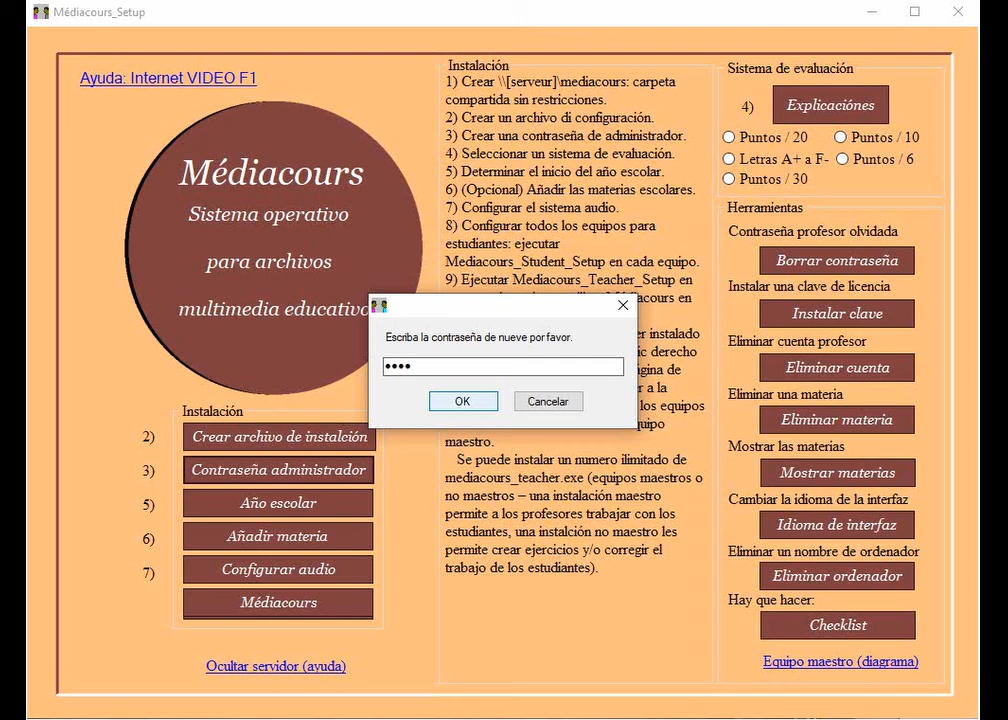 Médiacours_Setup
Ayuda: Internet VIDEO F1
Médiacours
Sistema operativo
para archivos
multimedia educativo
Instalación
2)
Crear archivo de instalción
3)
Contraseña administrador
5)
Año escolar
6)
Añadir materia
7)
Configurar audio
Médiacours
Ocultar servidor (ayuda)
Instalación
1) Crear \\[serveur]\mediacours: carpeta
compartida sin restricciones.
2) Crear un archivo di configuración.
3) Crear una contraseña de administrador.
4) Seleccionar un sistema de evaluación.
5) Determinar el inicio del año escolar.
6) (Opcional) Añadir las materias escolares.
7) Configurar el sistema audio.
8) Configurar todos los equipos para
estudiantes: ejecutar
Mediacours_Student_Setup en cada equipo.
9) Ejecutar Mediacours_Teacher_Setup en
instalado
derecho
de
a la
los equipos
maestro.
Se puede instalar un numero ilimitado de
mediacours_teacher.exe (equipos maestros o
no maestros – una instalación maestro
permite a los profesores trabajar con los
estudiantes, una instalción no maestro les
permite crear ejercicios y/o corregir el
trabajo de los estudiantes).
Escriba la contraseña de nueve por favor.
••••
OK
Cancelar
Sistema de evaluación
4)
Explicaciónes
Puntos / 20
Puntos / 10
Letras A+ a F-
Puntos / 6
Puntos / 30
Herramientas
Contraseña profesor olvidada
Borrar contraseña
Instalar una clave de licencia
Instalar clave
Eliminar cuenta profesor
Eliminar cuenta
Eliminar una materia
Eliminar materia
Mostrar las materias
Mostrar materias
Cambiar la idioma de la interfaz
Idioma de interfaz
Eliminar un nombre de ordenador
Eliminar ordenador
Hay que hacer:
Checklist
Equipo maestro (diagrama)